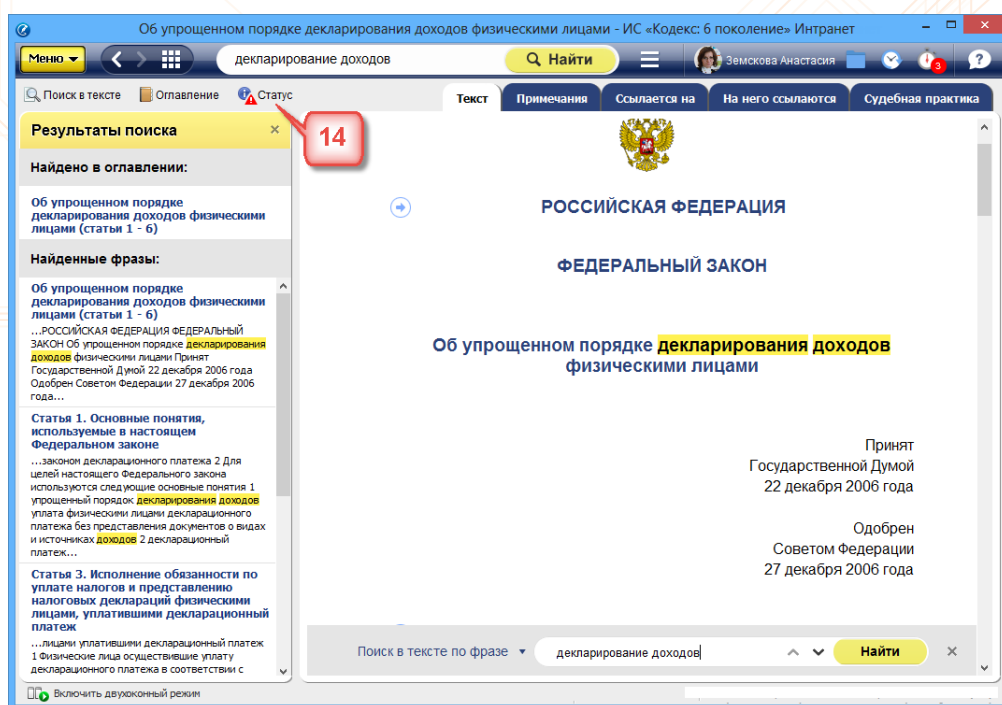 Об упрощенном порядке декларирования доходов физическими лицами - ИС «Кодекс: 6 поколение» Интранет
Меню
декларирование доходов
Найти
Земскова Анастасия
3
?
Поиск в тексте
Оглавление
Статус
Текст
Примечания
Ссылается на
На него ссылаются
Судебная практика
14
Результаты поиска
Найдено в оглавлении:
Об упрощенном порядке
декларирования доходов физическими
лицами (статьи 1 - 6)
Найденные фразы:
Об упрощенном порядке
декларирования доходов физическими
лицами (статьи 1 - 6)
...РОССИЙСКАЯ ФЕДЕРАЦИЯ ФЕДЕРАЛЬНЫЙ
ЗАКОН Об упрощенном порядке декларирования
доходов физическими лицами Принят
Государственной Думой 22 декабря 2006 года
Одобрен Советом Федерации 27 декабря 2006
года...
Статья 1. Основные понятия,
используемые в настоящем
Федеральном законе
...законом декларационного платежа 2 Для
целей настоящего Федерального закона
используются следующие основные понятия 1
упрощенный порядок декларирования доходов
уплата физическими лицами декларационного
платежа без представления документов о видах
и источниках доходов 2 декларационный
платеж...
Статья 3. Исполнение обязанности по
уплате налогов и представлению
налоговых деклараций физическими
лицами, уплатившими декларационный
платеж
...лицами уплатившими декларационный платеж
1 Физические лица осуществившие уплату
декларационного платежа в соответствии с
РОССИЙСКАЯ ФЕДЕРАЦИЯ
ФЕДЕРАЛЬНЫЙ ЗАКОН
Об упрощенном порядке декларирования доходов
физическими лицами
Принят
Государственной Думой
22 декабря 2006 года
Одобрен
Советом Федерации
27 декабря 2006 года
Поиск в тексте по фразе
декларирование доходов
Найти
Включить двухоконный режим